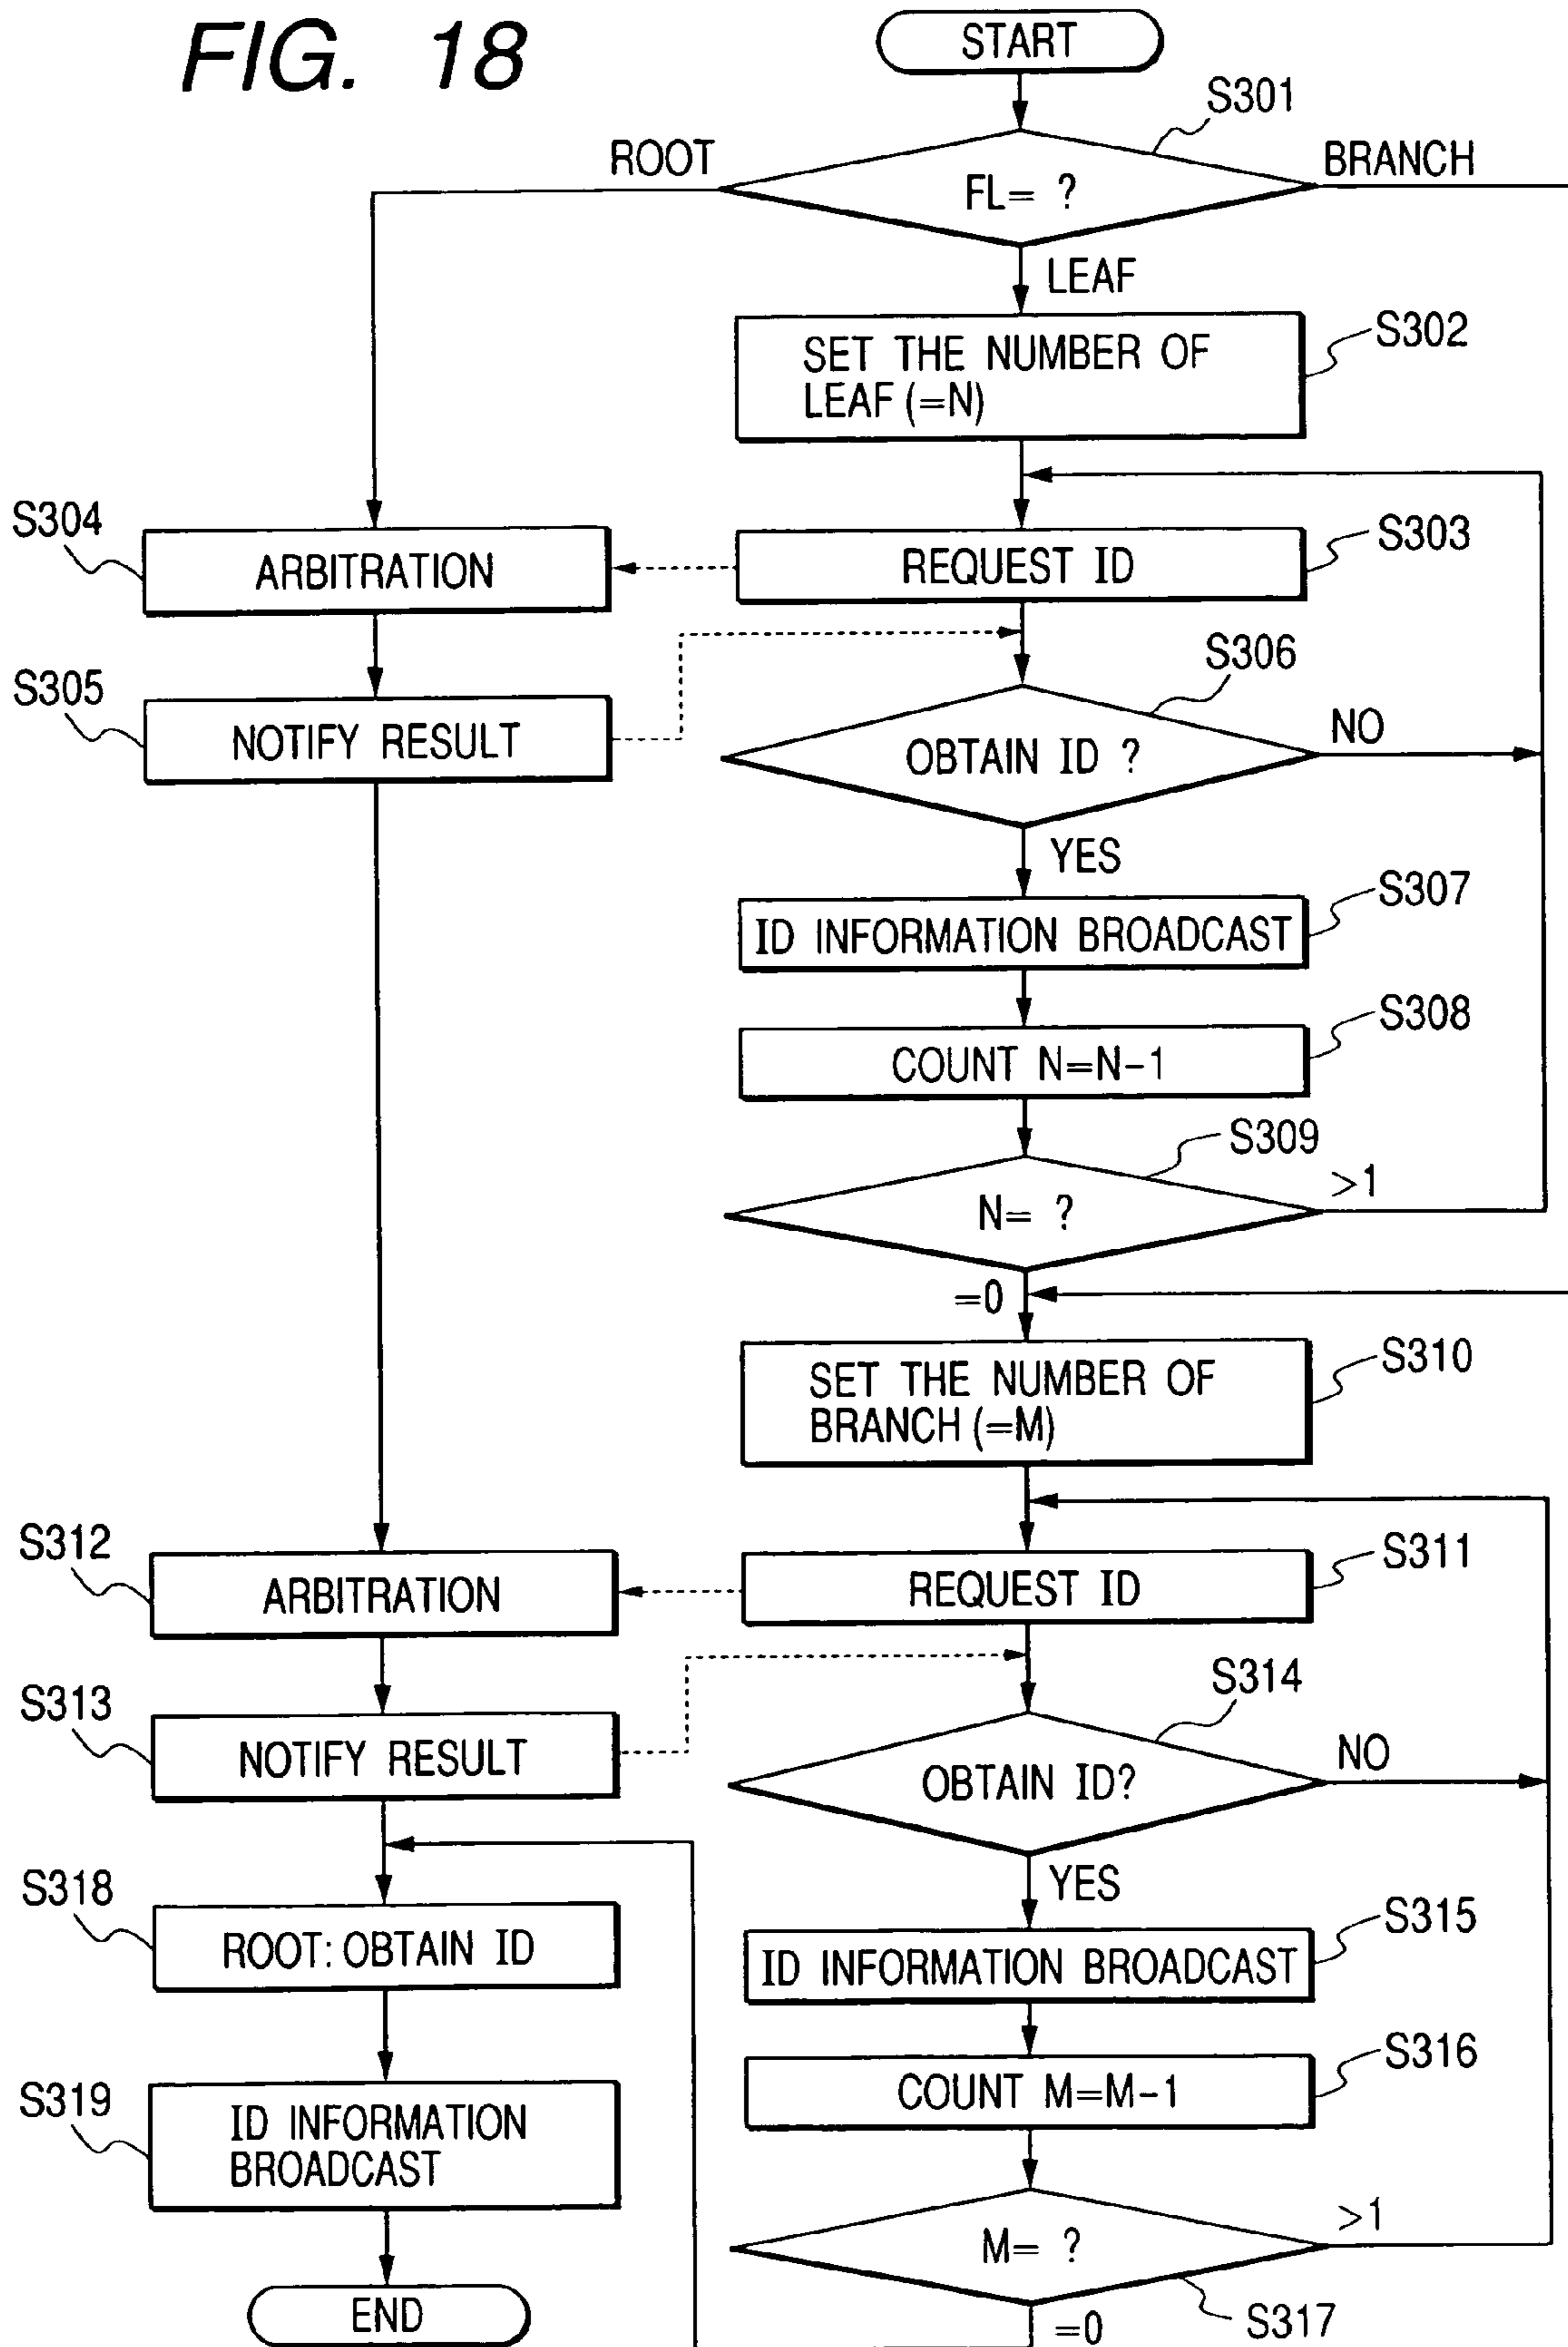 FIG. 18
START
S301
ROOT
BRANCH
FL= ?
LEAF
S302
SET THE NUMBER OF
LEAF (=N)
S304
S303
ARBITRATION
REQUEST ID
S305
S306
NOTIFY RESULT
OBTAIN ID ?
NO
YES
S307
ID INFORMATION BROADCAST
S308
COUNT N=N-1
S309
>1
N= ?
=0
S310
SET THE NUMBER OF
BRANCH (=M)
S312
S311
ARBITRATION
REQUEST ID
S313
S314
NOTIFY RESULT
OBTAIN ID?
NO
YES
S318
S315
ROOT: OBTAIN ID
ID INFORMATION BROADCAST
S316
COUNT M=M-1
S319
ID INFORMATION
BROADCAST
>1
M= ?
S317
END
=0